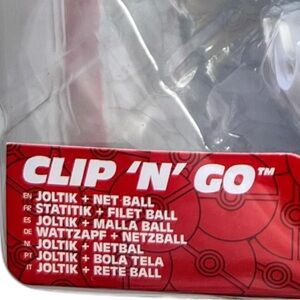 CLIP 'N' GO™
EN JOLTIK + NET BALL
FR STATITIK + FILET BALL
ES JOLTIK + MALLA BALL
DE WATTZAPF + NETZBALL
NL JOLTIK + NETBAL
PT JOLTIK + BOLA TELA
IT JOLTIK + RETE BALL